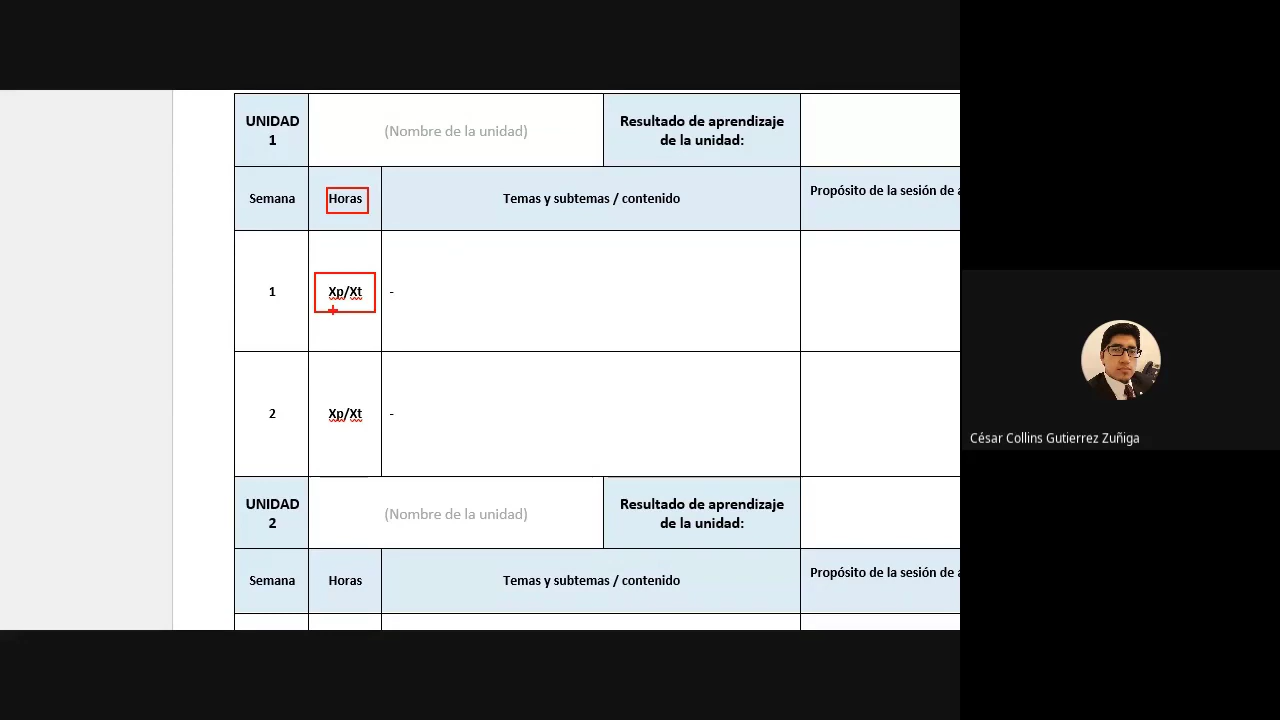 UNIDAD
1
(Nombre de la unidad)
Resultado de aprendizaje
de la unidad:
Semana
Horas
Temas y subtemas / contenido
Propósito de la sesión de a
1
Xp/Xt
-
2
Xp/Xt
-
UNIDAD
2
(Nombre de la unidad)
Resultado de aprendizaje
de la unidad:
Semana
Horas
Temas y subtemas / contenido
Propósito de la sesión de a
César Collins Gutierrez Zuñiga